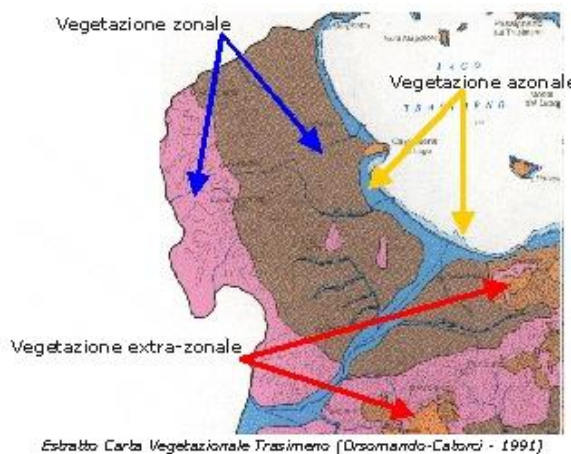 Vegetazione zonale
LAGO
Vegetazione azonale
TRASIMENO
Vegetazione extra-zonale
Estratto Carta Vegetazionale Trasimeno (Orsomando-Catorci - 1991)